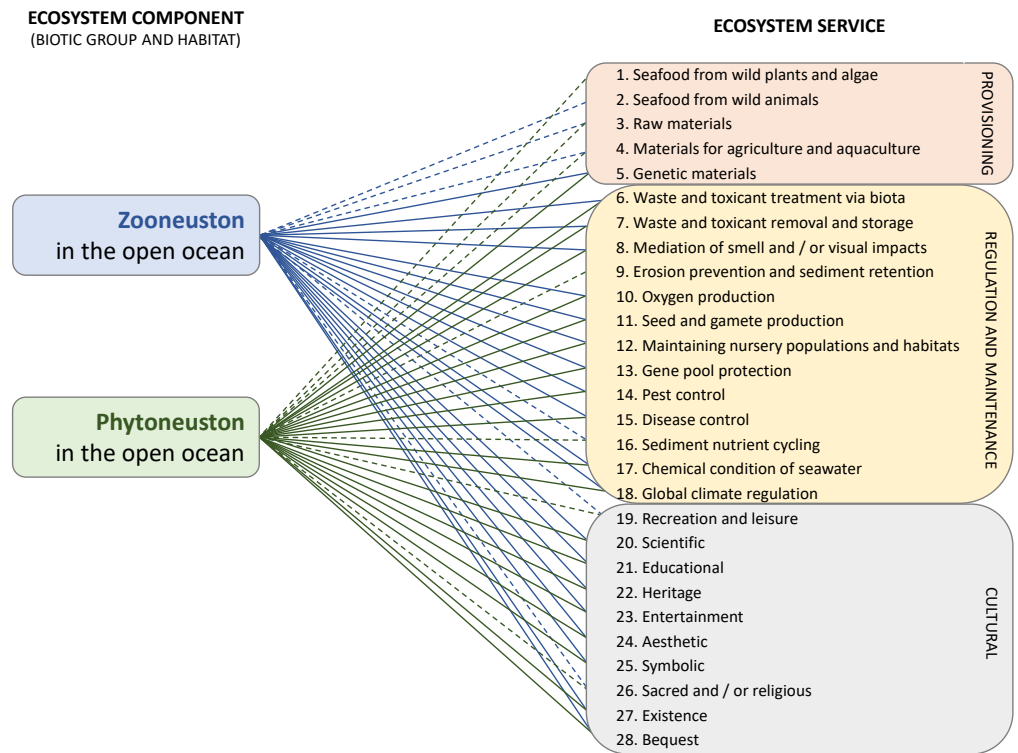 ECOSYSTEM COMPONENT
(BIOTIC GROUP AND HABITAT)
ECOSYSTEM SERVICE
Zooneuston
in the open ocean
Phytoneuston
in the open ocean
1. Seafood from wild plants and algae
2. Seafood from wild animals
3. Raw materials
4. Materials for agriculture and aquaculture
5. Genetic materials
PROVISIONING
6. Waste and toxicant treatment via biota
7. Waste and toxicant removal and storage
8. Mediation of smell and / or visual impacts
9. Erosion prevention and sediment retention
10. Oxygen production
11. Seed and gamete production
12. Maintaining nursery populations and habitats
13. Gene pool protection
14. Pest control
15. Disease control
16. Sediment nutrient cycling
17. Chemical condition of seawater
18. Global climate regulation
REGULATION AND MAINTENANCE
19. Recreation and leisure
20. Scientific
21. Educational
22. Heritage
23. Entertainment
24. Aesthetic
25. Symbolic
26. Sacred and / or religious
27. Existence
28. Bequest
CULTURAL